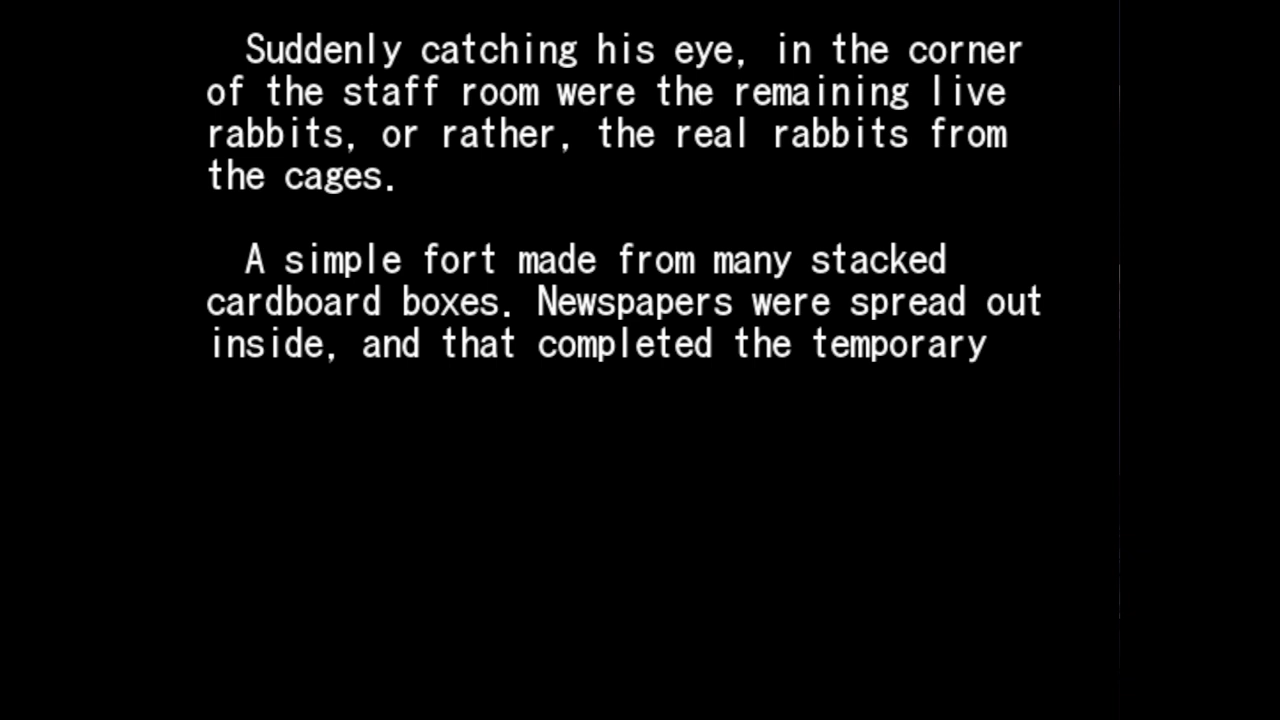 Suddenly catching his eye, in the corner
of the staff room were the remaining live
rabbits, or rather, the real rabbits from
the cages.
A simple fort made from many stacked
cardboard boxes. Newspapers were spread out
inside, and that completed the temporary